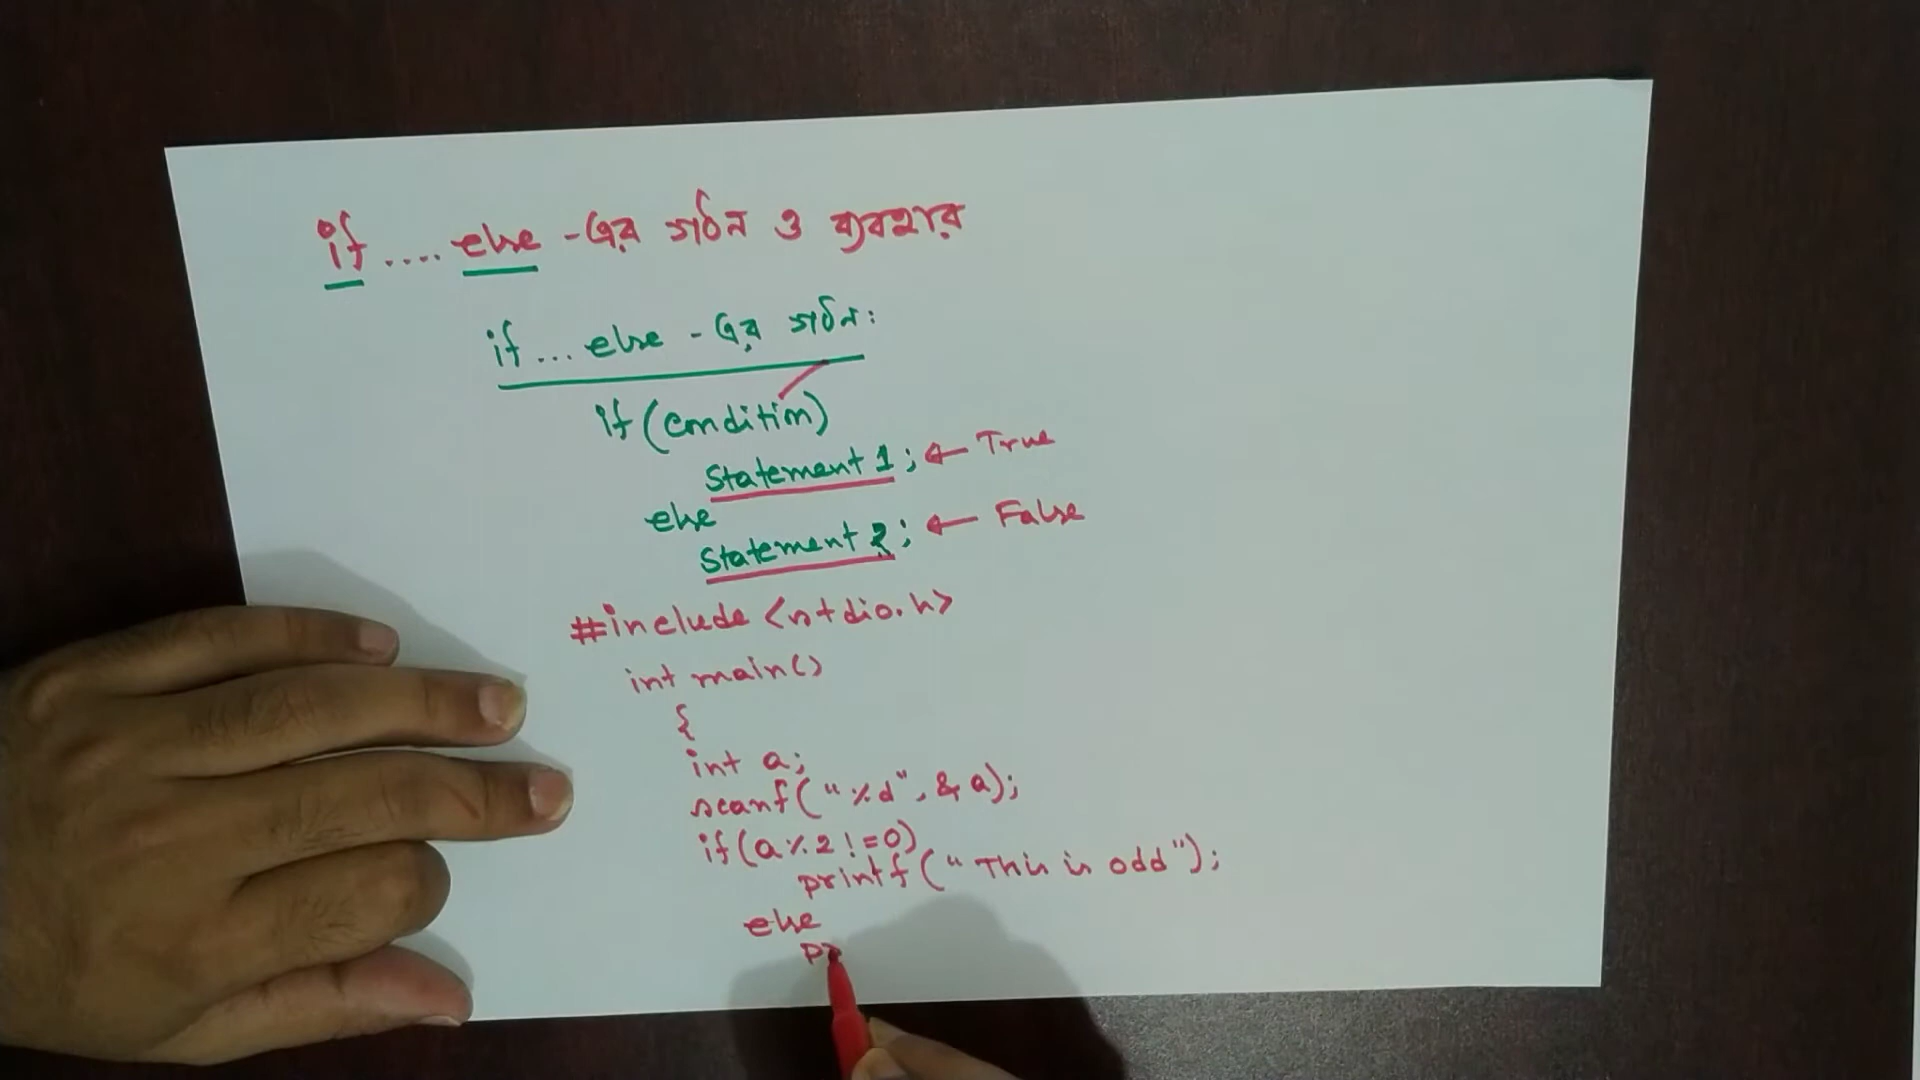 if .... else -এর গঠন ও ব্যবহার
if ... else - এর গঠন:
if (condition)
Statement 1 ; ← True
else
Statement 2 ; ← False
#include <stdio.h>
int main()
{
int a;
scanf("%d", &a);
if(a%2!=0)
printf("This is odd");
else
pr